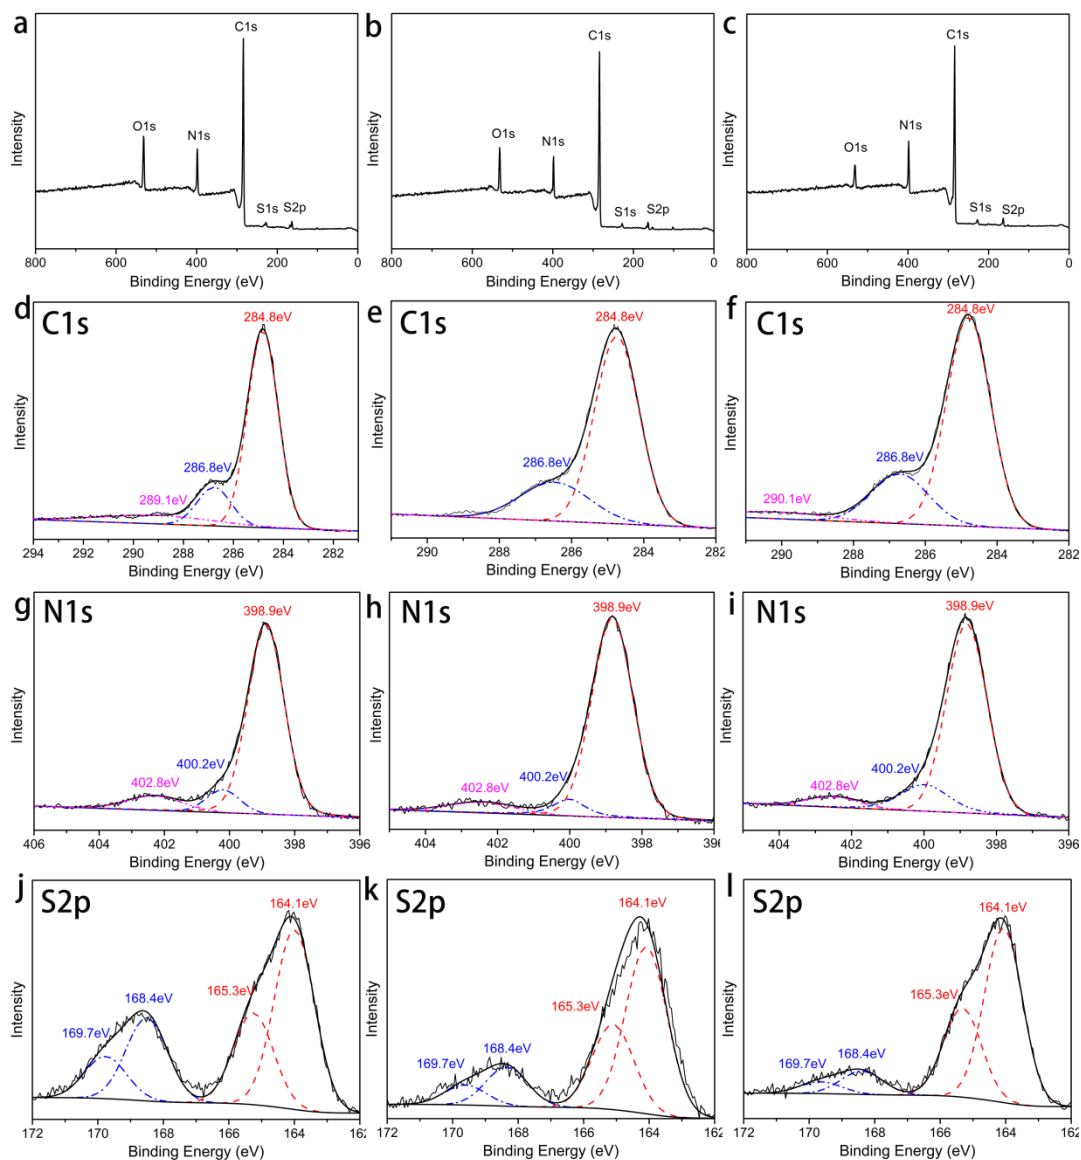 a
C1s
O1s
N1s
S1s
S2p
Intensity
800
600
400
200
0
Binding Energy (eV)
b
C1s
O1s
N1s
S1s
S2p
Intensity
800
600
400
200
0
Binding Energy (eV)
c
C1s
N1s
O1s
S1s
S2p
Intensity
800
600
400
200
0
Binding Energy (eV)
d
C1s
284.8eV
286.8eV
289.1eV
Intensity
294
292
290
288
286
284
282
Binding Energy (eV)
e
C1s
284.8eV
286.8eV
Intensity
290
288
286
284
282
Binding Energy (eV)
f
C1s
284.8eV
286.8eV
290.1eV
Intensity
290
288
286
284
282
Binding Energy (eV)
g
N1s
398.9eV
400.2eV
402.8eV
Intensity
406
404
402
400
398
396
Binding Energy (eV)
h
N1s
398.9eV
400.2eV
402.8eV
Intensity
404
402
400
398
396
Binding Energy (eV)
i
N1s
398.9eV
400.2eV
402.8eV
Intensity
404
402
400
398
396
Binding Energy (eV)
j
S2p
164.1eV
165.3eV
168.4eV
169.7eV
Intensity
172
170
168
166
164
162
Binding Energy (eV)
k
S2p
164.1eV
165.3eV
168.4eV
169.7eV
Intensity
172
170
168
166
164
162
Binding Energy (eV)
l
S2p
164.1eV
165.3eV
168.4eV
169.7eV
Intensity
172
170
168
166
164
162
Binding Energy (eV)